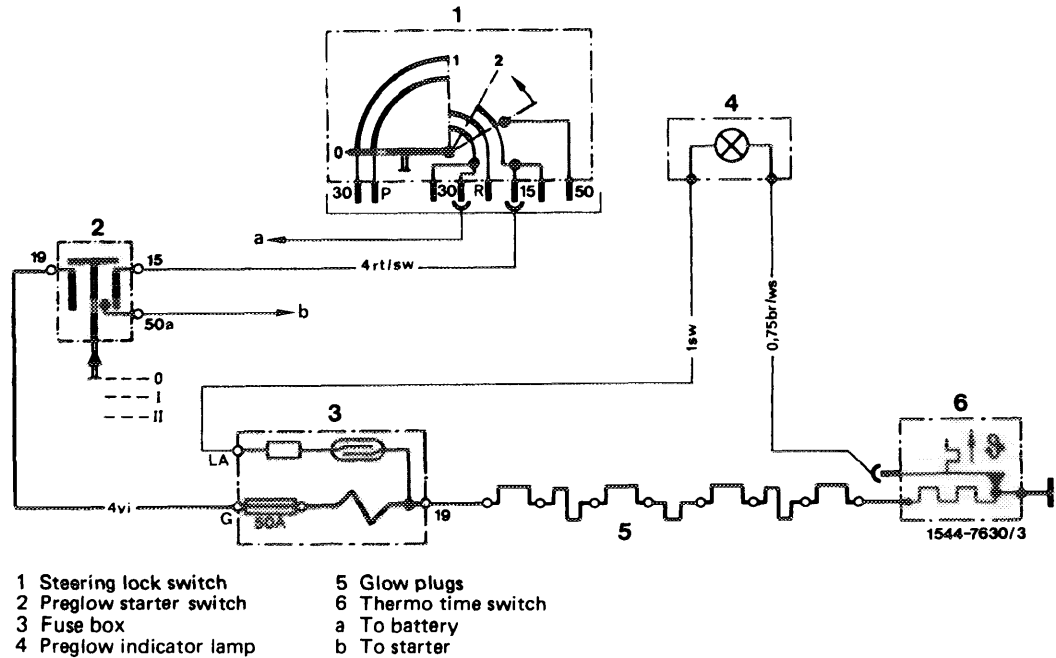 1
1
2
0
30
P
30
R
15
50
4
a
2
19
15
4rt/sw
50a
b
0
I
II
1sw
0,75br/ws
3
6
LA
G
50A
19
4vi
5
1544-7630/3
1 Steering lock switch
2 Preglow starter switch
3 Fuse box
4 Preglow indicator lamp
5 Glow plugs
6 Thermo time switch
a To battery
b To starter